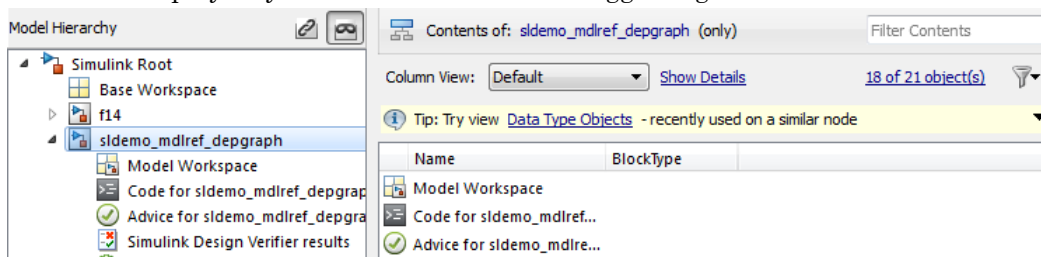 Model Hierarchy
Simulink Root
Base Workspace
f14
sldemo_mdlref_depgraph
Model Workspace
Code for sldemo_mdlref_depgrap
Advice for sldemo_mdlref_depgra
Simulink Design Verifier results
Contents of: sldemo_mdlref_depgraph (only)
Filter Contents
Column View: Default Show Details 18 of 21 object(s)
Tip: Try view Data Type Objects - recently used on a similar node
Name BlockType
Model Workspace
Code for sldemo_mdlref...
Advice for sldemo_mdlre...